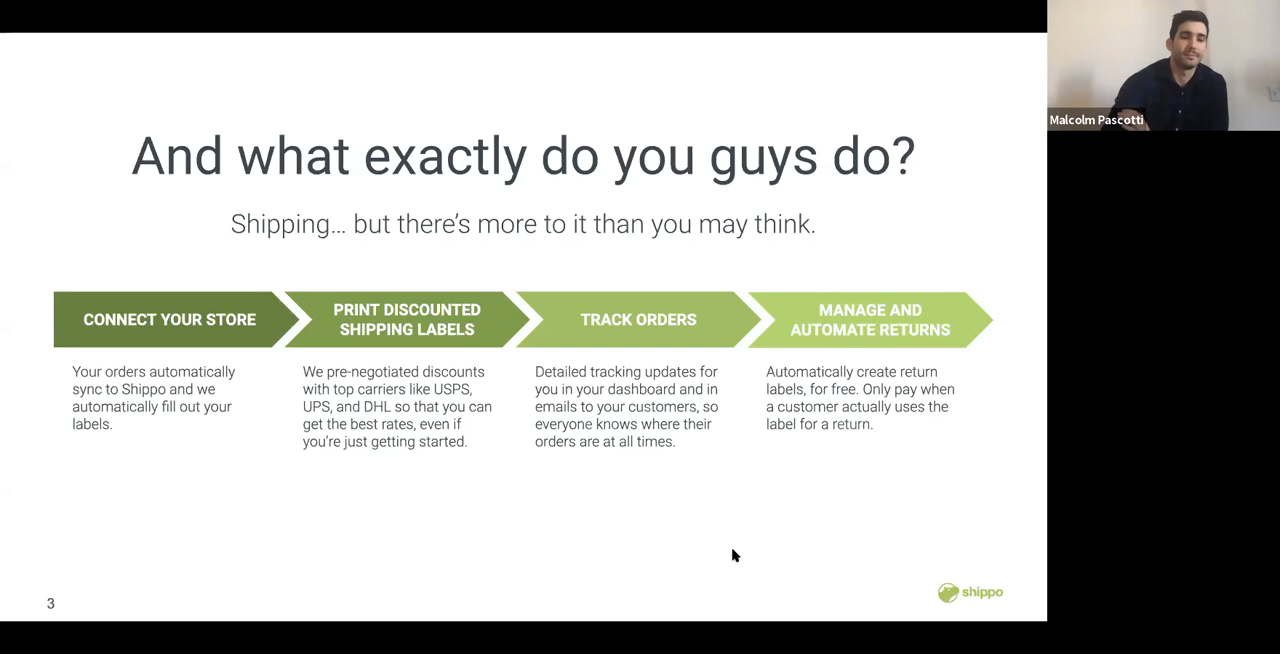 And what exactly do you guys do?
Shipping… but there’s more to it than you may think.
CONNECT YOUR STORE
Your orders automatically
sync to Shippo and we
automatically fill out your
labels.
PRINT DISCOUNTED
SHIPPING LABELS
We pre-negotiated discounts
with top carriers like USPS,
UPS, and DHL so that you can
get the best rates, even if
you’re just getting started.
TRACK ORDERS
Detailed tracking updates for
you in your dashboard and in
emails to your customers, so
everyone knows where their
orders are at all times.
MANAGE AND
AUTOMATE RETURNS
Automatically create return
labels, for free. Only pay when
a customer actually uses the
label for a return.
3
shippo
Malcolm Pascotti